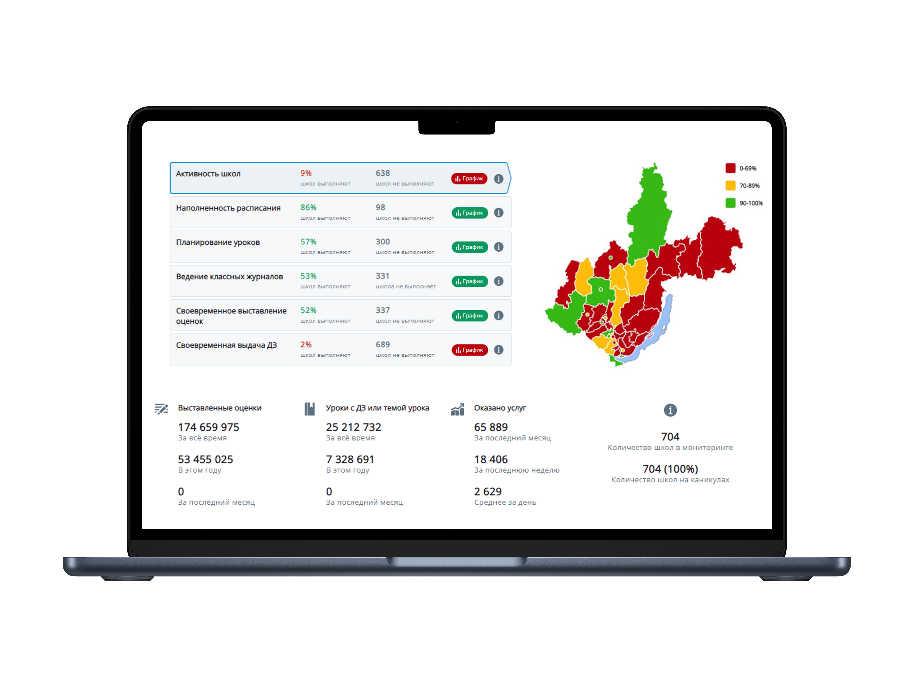 Активность школ
9%
школ выполняют
638
школ не выполняют
График
Наполненность расписания
86%
школ выполняют
98
школ не выполняют
График
Планирование уроков
57%
школ выполняют
300
школ не выполняют
График
Ведение классных журналов
53%
школ выполняют
331
школа не выполняет
График
Своевременное выставление
оценок
52%
школ выполняют
337
школ не выполняют
График
Своевременная выдача ДЗ
2%
школ выполняют
689
школ не выполняют
График
0-69%
70-89%
90-100%
Выставленные оценки
174 659 975
За всё время
53 455 025
В этом году
0
За последний месяц
Уроки с ДЗ или темой урока
25 212 732
За всё время
7 328 691
В этом году
0
За последний месяц
Оказано услуг
65 889
За последний месяц
18 406
За последнюю неделю
2 629
Среднее за день
704
Количество школ в мониторинге
704 (100%)
Количество школ на каникулах